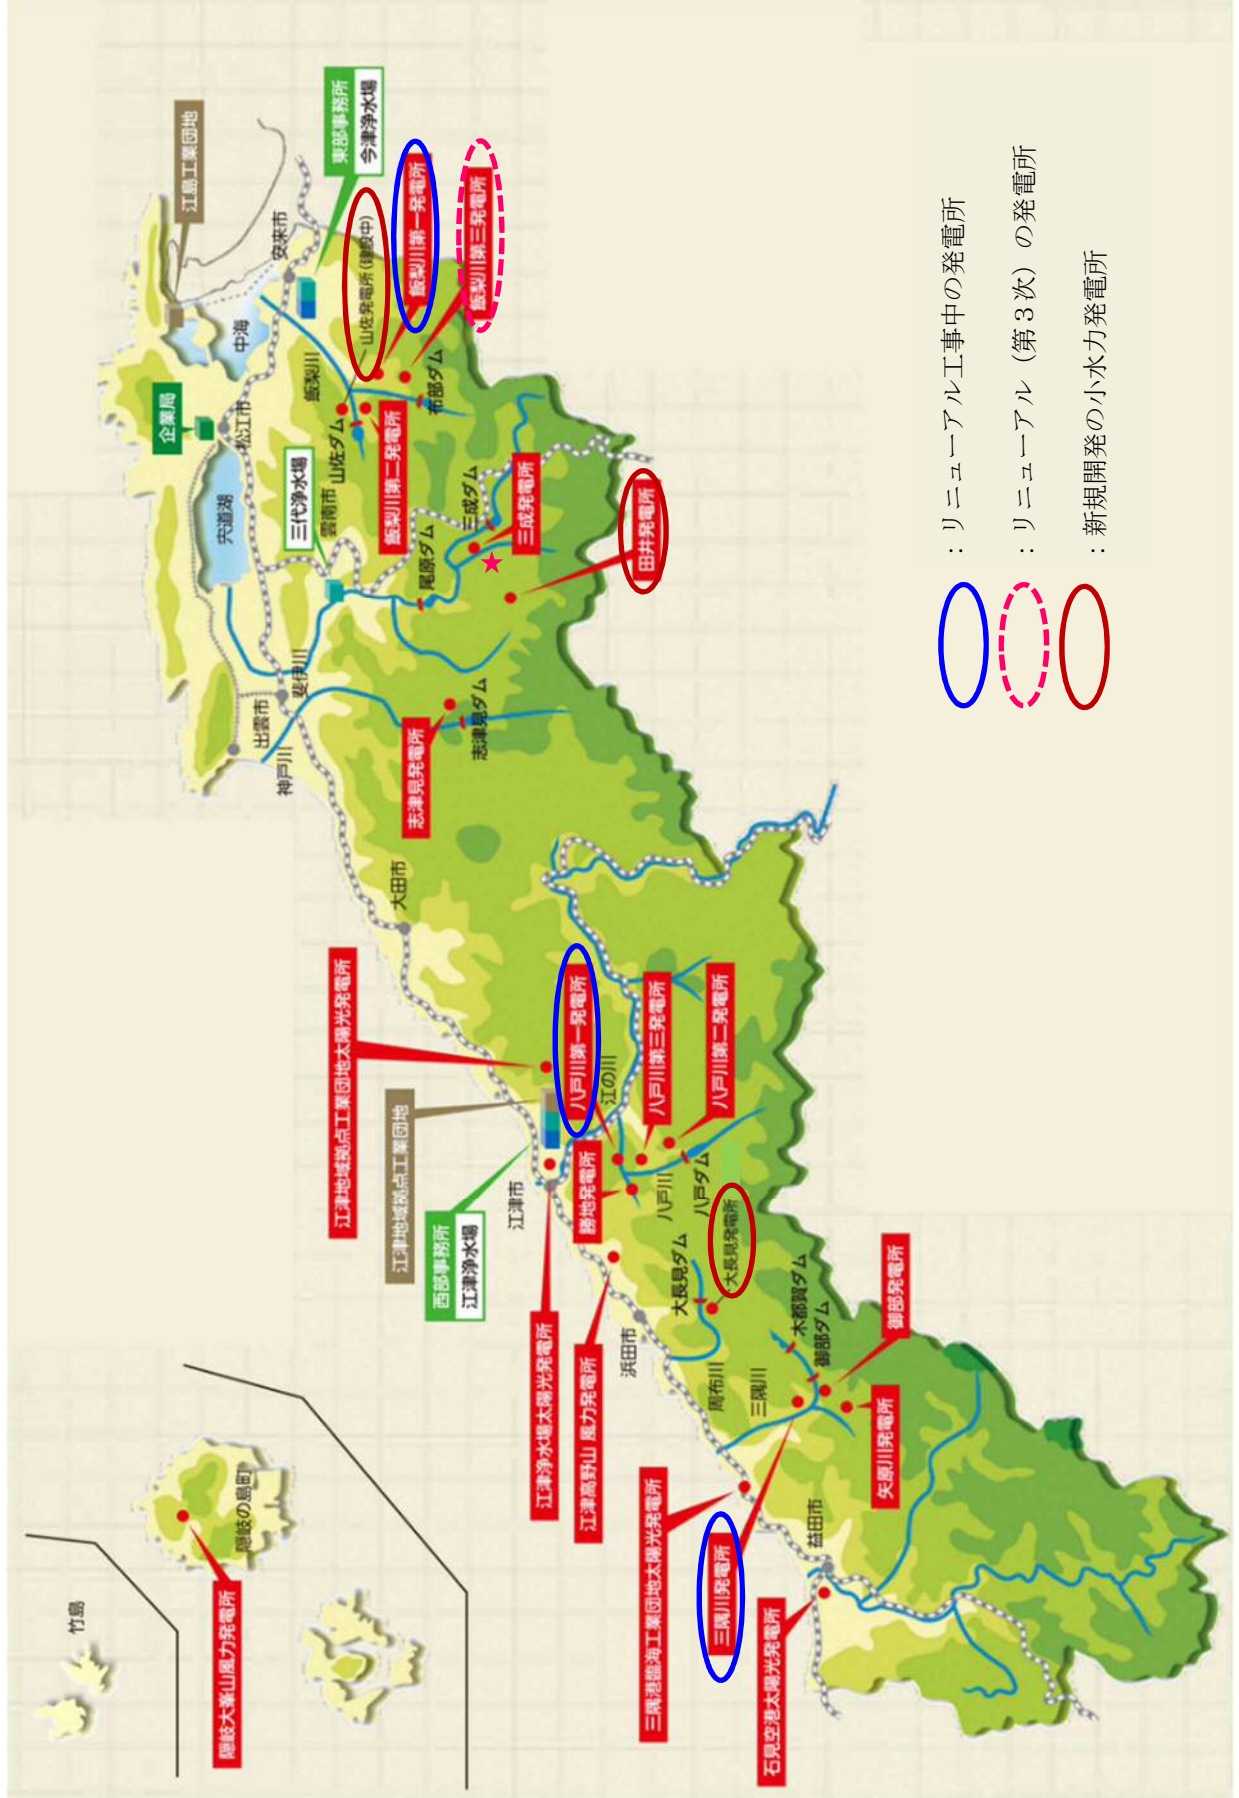 竹島
隠岐の島町
隠岐大峯山風力発電所
江島工業団地
東部事務所
今津浄水場
安来市
中海
企業局
松江市
宍道湖
飯梨川
山佐発電所(建設中)
飯梨川第一発電所
飯梨川第三発電所
布部ダム
山佐ダム
飯梨川第二発電所
三代浄水場
雲南市
三成ダム
三成発電所
尾原ダム
田井発電所
斐伊川
出雲市
神戸川
志津見発電所
志津見ダム
大田市
江津地域拠点工業団地太陽光発電所
江津地域拠点工業団地
西部事務所
江津浄水場
江津市
八戸川第一発電所
江の川
八戸川第三発電所
八戸川第二発電所
勝地発電所
八戸川
八戸ダム
江津浄水場太陽光発電所
江津高野山 風力発電所
浜田市
大長見ダム
大長見発電所
周布川
三隅川
木都賀ダム
御部ダム
御部発電所
矢原川発電所
三隅港臨海工業団地太陽光発電所
三隅川発電所
益田市
石見空港太陽光発電所
:リニューアル工事中の発電所
:リニューアル(第3次)の発電所
:新規開発の小水力発電所